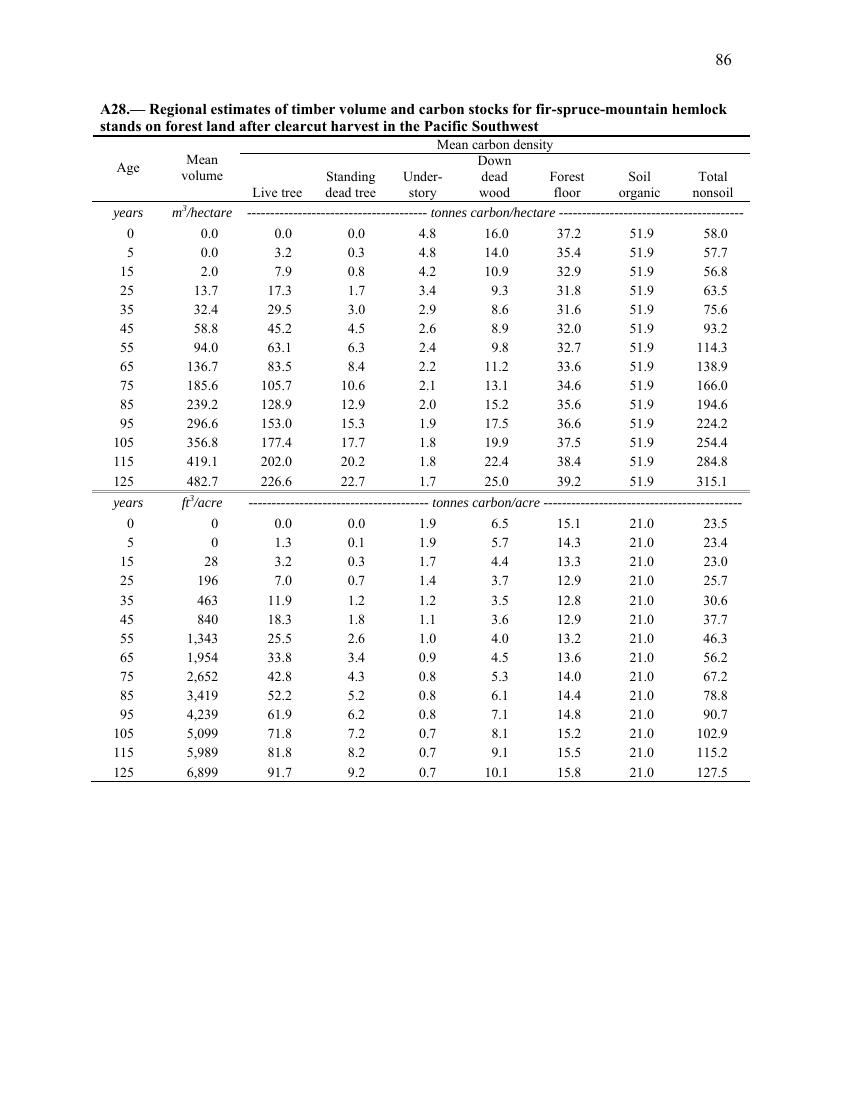 86
A28.— Regional estimates of timber volume and carbon stocks for fir-spruce-mountain hemlock
stands on forest land after clearcut harvest in the Pacific Southwest
Mean carbon density
Age Mean volume Live tree Standing dead tree Under-story Down dead wood Forest floor Soil organic Total nonsoil
years m³/hectare ---------------------------------------- tonnes carbon/hectare ----------------------------------------
0 0.0 0.0 0.0 4.8 16.0 37.2 51.9 58.0
5 0.0 3.2 0.3 4.8 14.0 35.4 51.9 57.7
15 2.0 7.9 0.8 4.2 10.9 32.9 51.9 56.8
25 13.7 17.3 1.7 3.4 9.3 31.8 51.9 63.5
35 32.4 29.5 3.0 2.9 8.6 31.6 51.9 75.6
45 58.8 45.2 4.5 2.6 8.9 32.0 51.9 93.2
55 94.0 63.1 6.3 2.4 9.8 32.7 51.9 114.3
65 136.7 83.5 8.4 2.2 11.2 33.6 51.9 138.9
75 185.6 105.7 10.6 2.1 13.1 34.6 51.9 166.0
85 239.2 128.9 12.9 2.0 15.2 35.6 51.9 194.6
95 296.6 153.0 15.3 1.9 17.5 36.6 51.9 224.2
105 356.8 177.4 17.7 1.8 19.9 37.5 51.9 254.4
115 419.1 202.0 20.2 1.8 22.4 38.4 51.9 284.8
125 482.7 226.6 22.7 1.7 25.0 39.2 51.9 315.1
years ft³/acre ---------------------------------------- tonnes carbon/acre ----------------------------------------
0 0 0.0 0.0 1.9 6.5 15.1 21.0 23.5
5 0 1.3 0.1 1.9 5.7 14.3 21.0 23.4
15 28 3.2 0.3 1.7 4.4 13.3 21.0 23.0
25 196 7.0 0.7 1.4 3.7 12.9 21.0 25.7
35 463 11.9 1.2 1.2 3.5 12.8 21.0 30.6
45 840 18.3 1.8 1.1 3.6 12.9 21.0 37.7
55 1,343 25.5 2.6 1.0 4.0 13.2 21.0 46.3
65 1,954 33.8 3.4 0.9 4.5 13.6 21.0 56.2
75 2,652 42.8 4.3 0.8 5.3 14.0 21.0 67.2
85 3,419 52.2 5.2 0.8 6.1 14.4 21.0 78.8
95 4,239 61.9 6.2 0.8 7.1 14.8 21.0 90.7
105 5,099 71.8 7.2 0.7 8.1 15.2 21.0 102.9
115 5,989 81.8 8.2 0.7 9.1 15.5 21.0 115.2
125 6,899 91.7 9.2 0.7 10.1 15.8 21.0 127.5